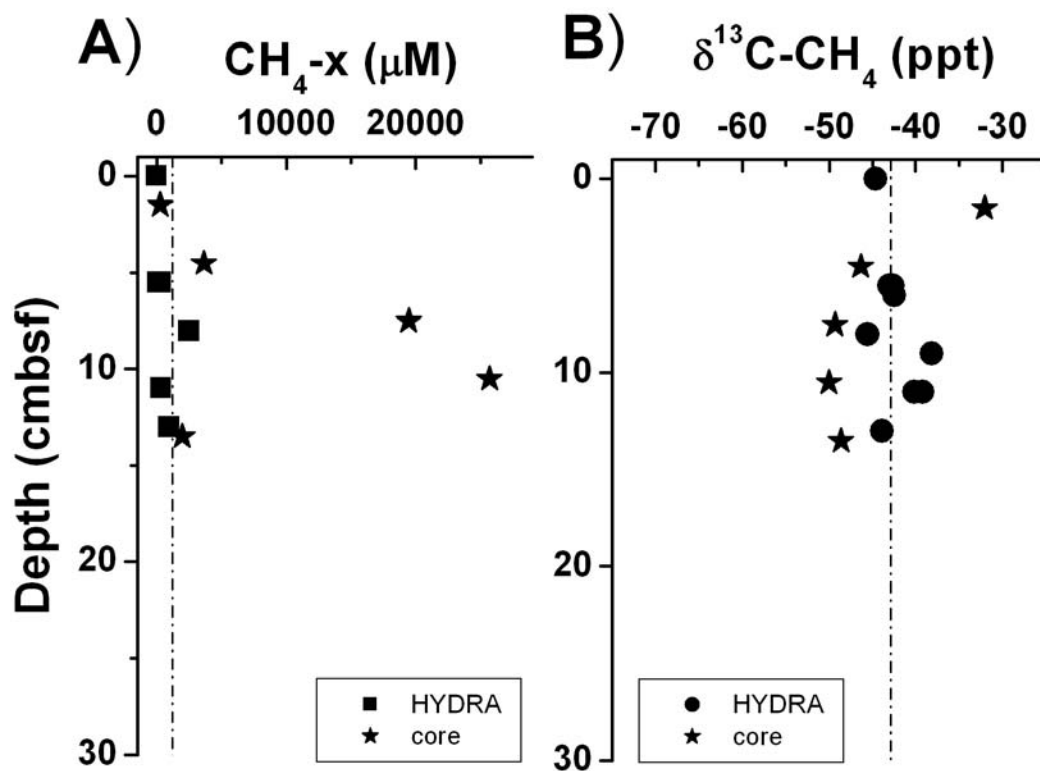 A)
CH₄-x (μM)
0 10000 20000
0
10
20
30
Depth (cmbsf)
HYDRA
core
B)
δ¹³C-CH₄ (ppt)
-70 -60 -50 -40 -30
0
10
20
30
HYDRA
core